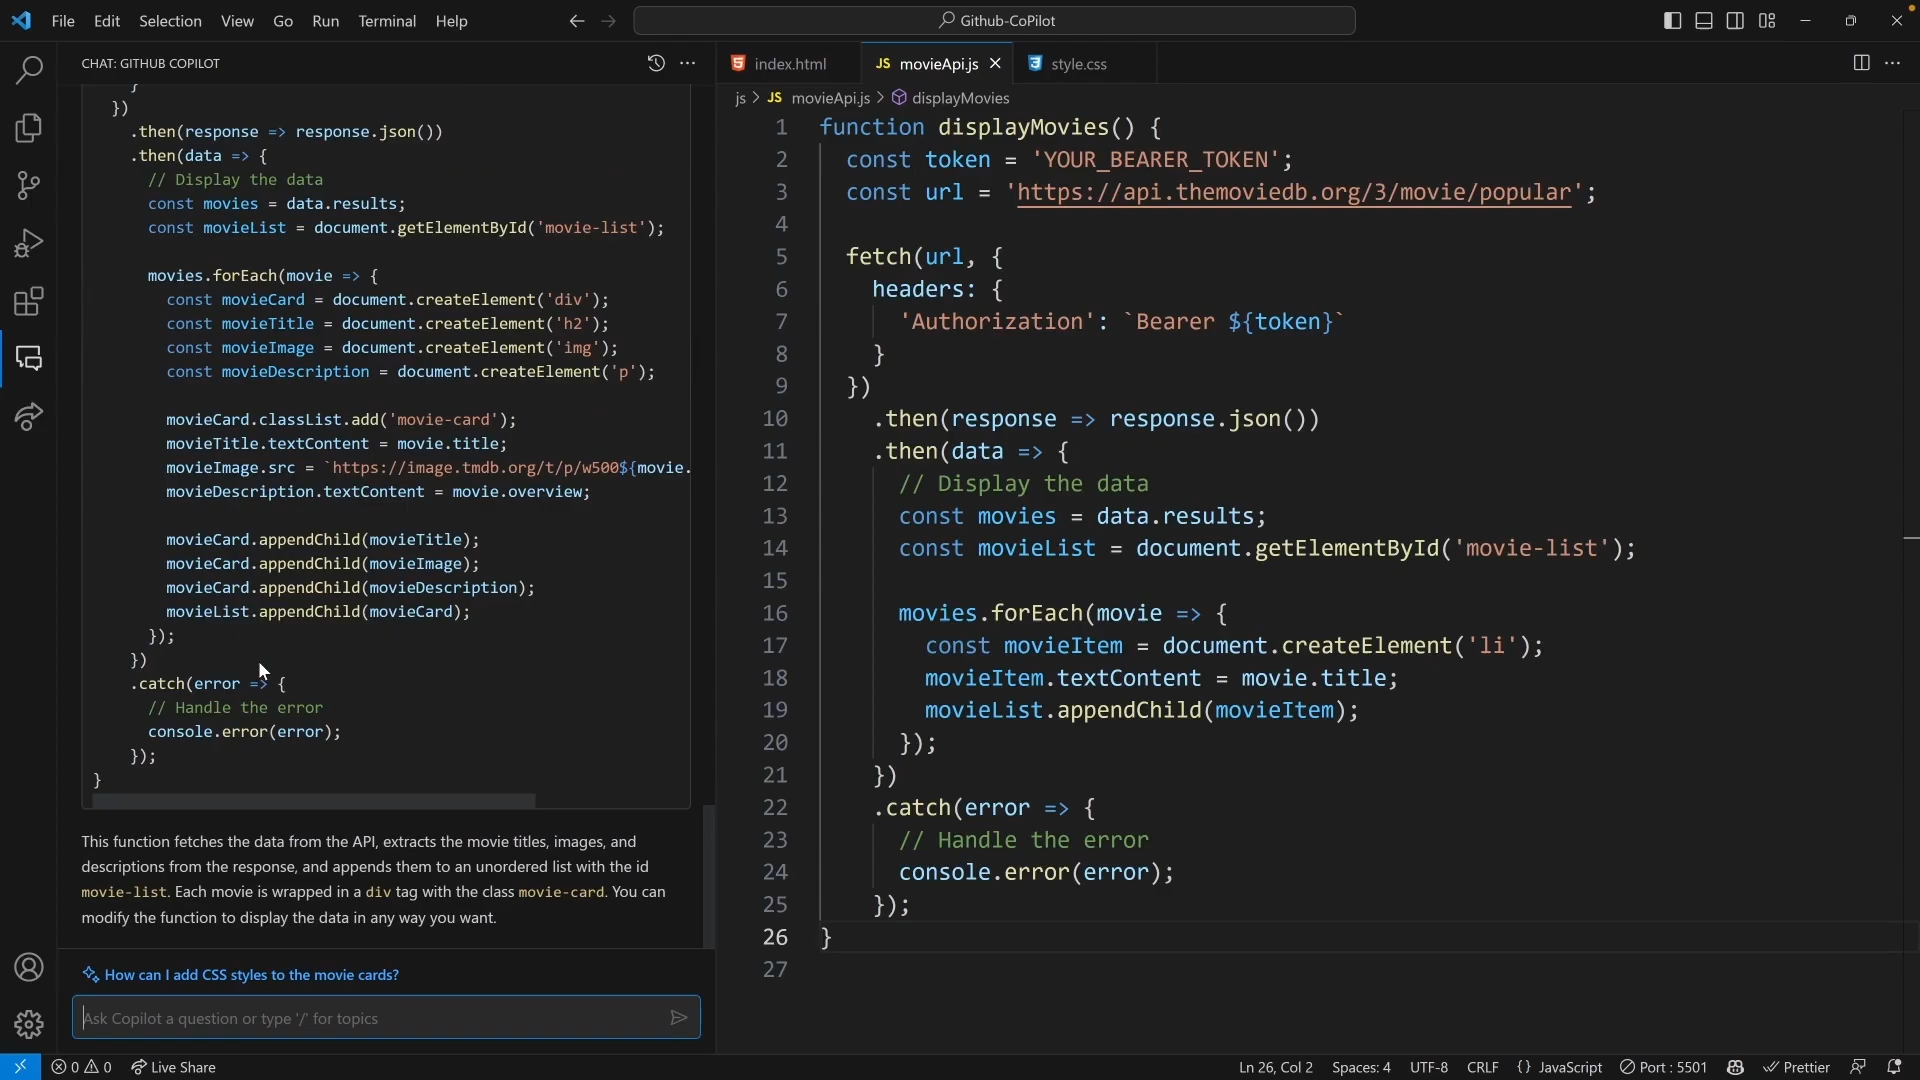 File Edit Selection View Go Run Terminal Help
Github-CoPilot
CHAT: GITHUB COPILOT
}
})
.then(response => response.json())
.then(data => {
// Display the data
const movies = data.results;
const movieList = document.getElementById('movie-list');
movies.forEach(movie => {
const movieCard = document.createElement('div');
const movieTitle = document.createElement('h2');
const movieImage = document.createElement('img');
const movieDescription = document.createElement('p');
movieCard.classList.add('movie-card');
movieTitle.textContent = movie.title;
movieImage.src = `https://image.tmdb.org/t/p/w500${movie.
movieDescription.textContent = movie.overview;
movieCard.appendChild(movieTitle);
movieCard.appendChild(movieImage);
movieCard.appendChild(movieDescription);
movieList.appendChild(movieCard);
});
})
.catch(error => {
// Handle the error
console.error(error);
});
}
This function fetches the data from the API, extracts the movie titles, images, and
descriptions from the response, and appends them to an unordered list with the id
movie-list. Each movie is wrapped in a div tag with the class movie-card. You can
modify the function to display the data in any way you want.
How can I add CSS styles to the movie cards?
Ask Copilot a question or type '/' for topics
index.html JS movieApi.js style.css
js > JS movieApi.js > displayMovies
1 function displayMovies() {
2 const token = 'YOUR_BEARER_TOKEN';
3 const url = 'https://api.themoviedb.org/3/movie/popular';
4
5 fetch(url, {
6 headers: {
7 'Authorization': `Bearer ${token}`
8 }
9 })
10 .then(response => response.json())
11 .then(data => {
12 // Display the data
13 const movies = data.results;
14 const movieList = document.getElementById('movie-list');
15
16 movies.forEach(movie => {
17 const movieItem = document.createElement('li');
18 movieItem.textContent = movie.title;
19 movieList.appendChild(movieItem);
20 });
21 })
22 .catch(error => {
23 // Handle the error
24 console.error(error);
25 });
26 }
27
0 0 Live Share Ln 26, Col 2 Spaces: 4 UTF-8 CRLF {} JavaScript Port : 5501 Prettier